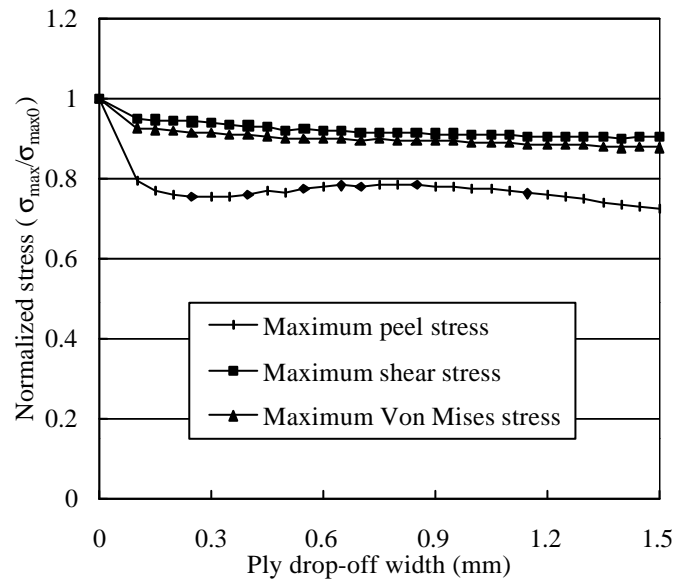 1.2
1
0.8
0.6
0.4
0.2
0
Normalized stress ( σmax/σmax0)
Maximum peel stress
Maximum shear stress
Maximum Von Mises stress
0 0.3 0.6 0.9 1.2 1.5
Ply drop-off width (mm)